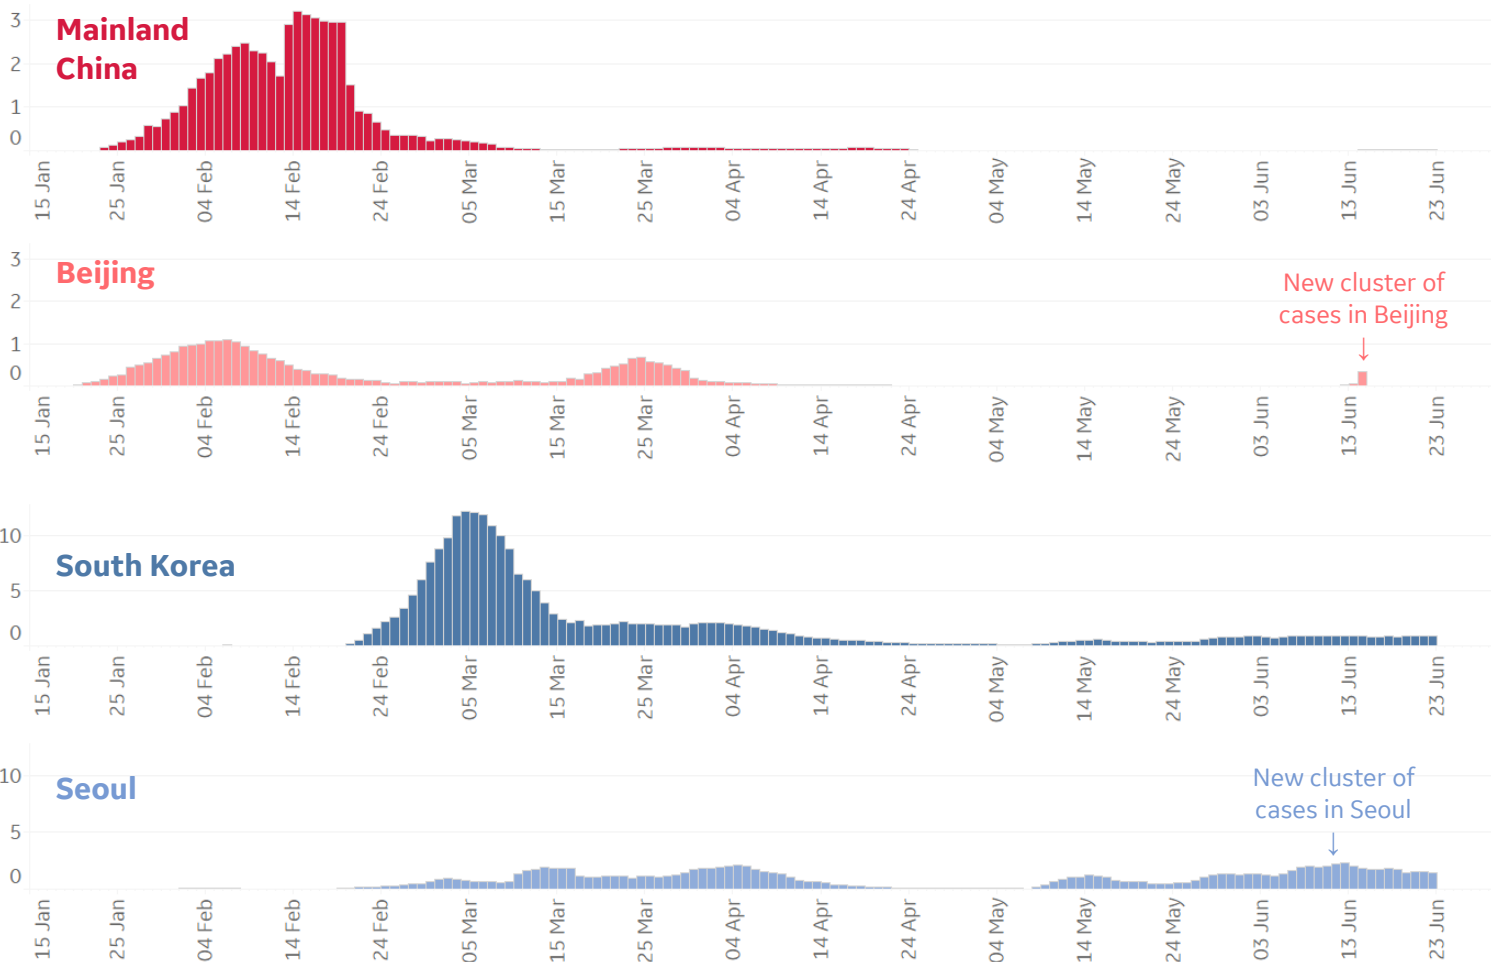 3
Mainland
China
2
1
0
15 Jan
25 Jan
04 Feb
14 Feb
24 Feb
05 Mar
15 Mar
25 Mar
04 Apr
14 Apr
24 Apr
04 May
14 May
24 May
03 Jun
13 Jun
23 Jun
3
Beijing
2
1
0
New cluster of
cases in Beijing
↓
15 Jan
25 Jan
04 Feb
14 Feb
24 Feb
05 Mar
15 Mar
25 Mar
04 Apr
14 Apr
24 Apr
04 May
14 May
24 May
03 Jun
13 Jun
23 Jun
10
South Korea
5
0
15 Jan
25 Jan
04 Feb
14 Feb
24 Feb
05 Mar
15 Mar
25 Mar
04 Apr
14 Apr
24 Apr
04 May
14 May
24 May
03 Jun
13 Jun
23 Jun
10
Seoul
5
0
New cluster of
cases in Seoul
↓
15 Jan
25 Jan
04 Feb
14 Feb
24 Feb
05 Mar
15 Mar
25 Mar
04 Apr
14 Apr
24 Apr
04 May
14 May
24 May
03 Jun
13 Jun
23 Jun